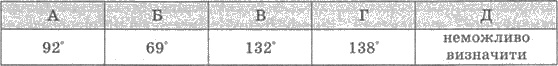 А Б В Г Д
92° 69° 132° 138° неможливо визначити